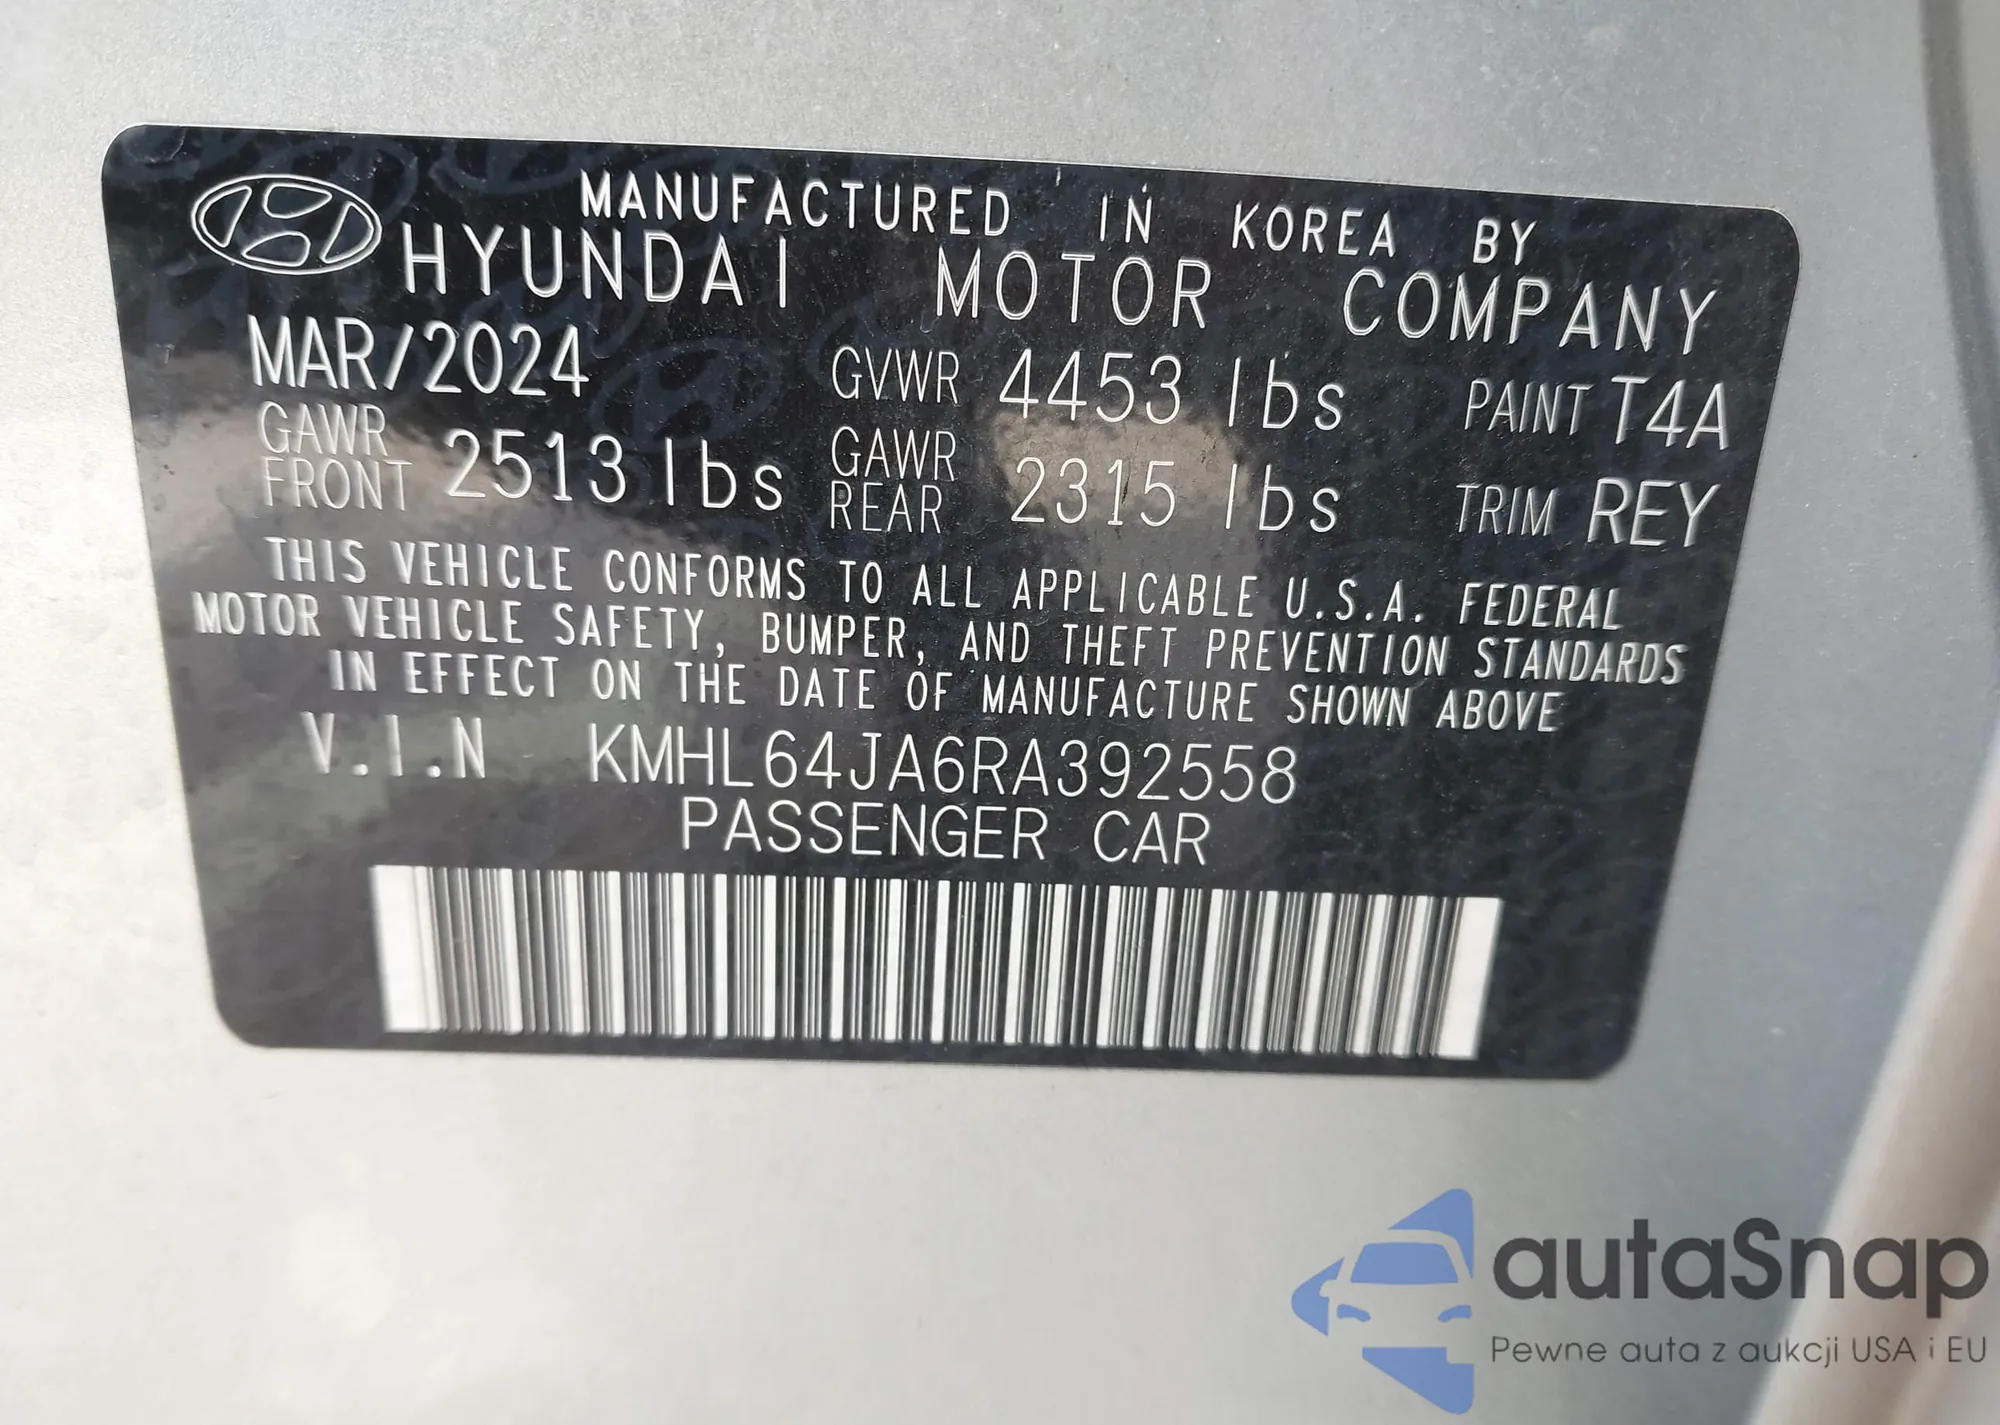 MANUFACTURED IN KOREA BY
HYUNDAI MOTOR COMPANY
MAR/2024 GVWR 4453 lbs PAINT T4A
GAWR FRONT 2513 lbs GAWR REAR 2315 lbs TRIM REY
THIS VEHICLE CONFORMS TO ALL APPLICABLE U.S.A. FEDERAL
MOTOR VEHICLE SAFETY, BUMPER, AND THEFT PREVENTION STANDARDS
IN EFFECT ON THE DATE OF MANUFACTURE SHOWN ABOVE
V.I.N KMHL64JA6RA392558
PASSENGER CAR
autaSnap
Pewne auta z aukcji USA i EU